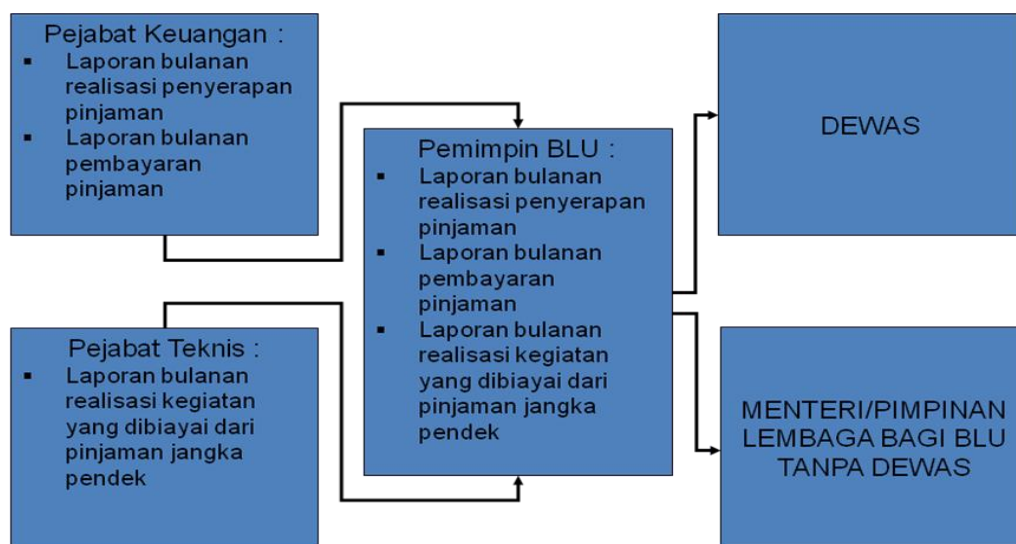 Pejabat Keuangan :
▪ Laporan bulanan
realisasi penyerapan
pinjaman
▪ Laporan bulanan
pembayaran
pinjaman
Pejabat Teknis :
▪ Laporan bulanan
realisasi kegiatan
yang dibiayai dari
pinjaman jangka
pendek
Pemimpin BLU :
▪ Laporan bulanan
realisasi penyerapan
pinjaman
▪ Laporan bulanan
pembayaran
pinjaman
▪ Laporan bulanan
realisasi kegiatan
yang dibiayai dari
pinjaman jangka
pendek
DEWAS
MENTERI/PIMPINAN
LEMBAGA BAGI BLU
TANPA DEWAS